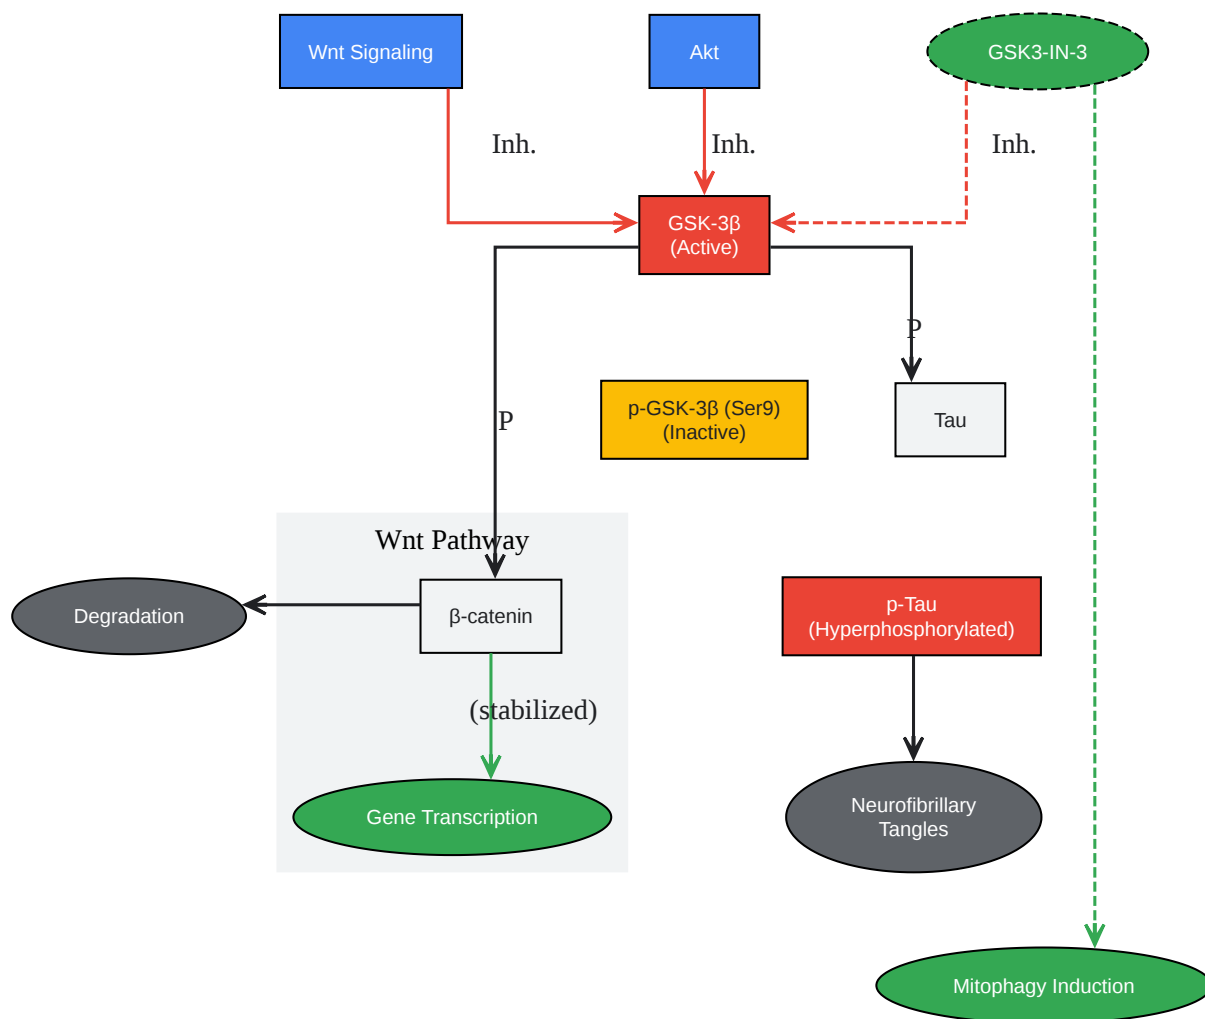 Wnt Signaling
Akt
GSK3-IN-3
Inh.
Inh.
Inh.
GSK-3β
(Active)
P
p-GSK-3β (Ser9)
(Inactive)
Tau
P
Wnt Pathway
Degradation
β-catenin
p-Tau
(Hyperphosphorylated)
(stabilized)
Gene Transcription
Neurofibrillary
Tangles
Mitophagy Induction